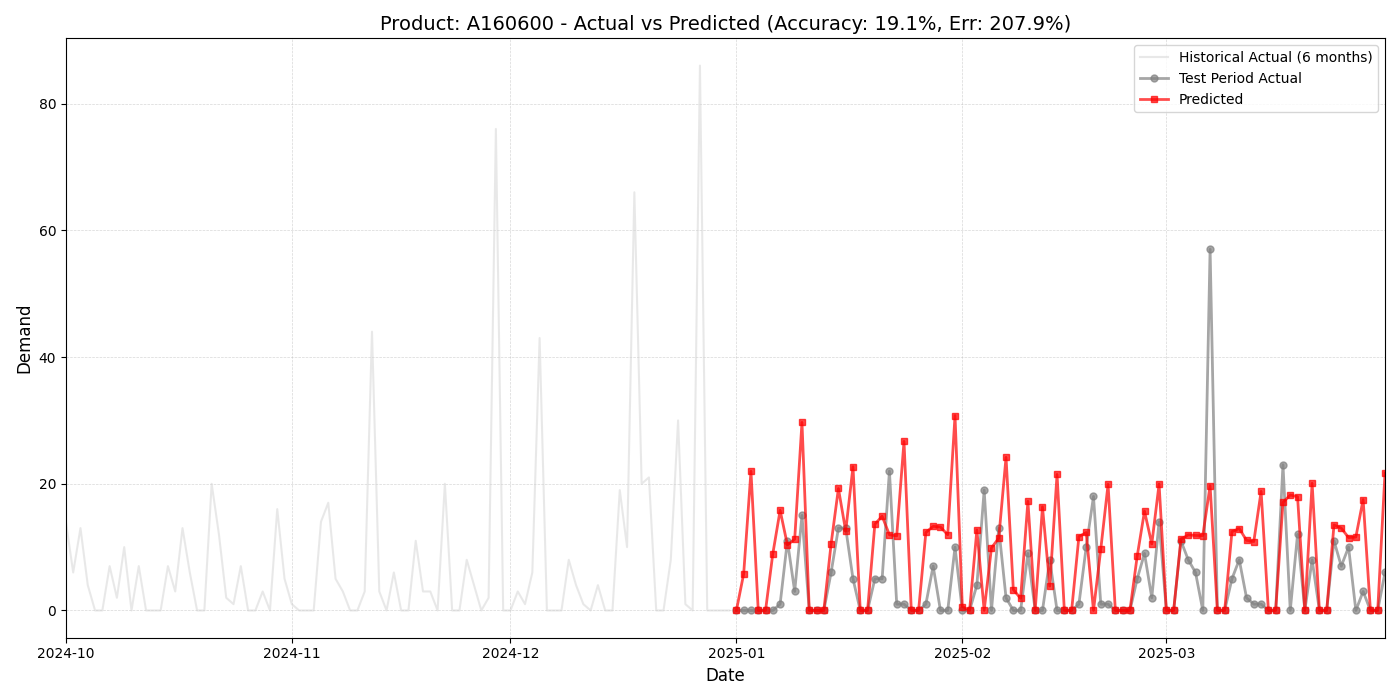 Product: A160600 - Actual vs Predicted (Accuracy: 19.1%, Err: 207.9%)
Historical Actual (6 months)
Test Period Actual
Predicted
Demand
80
60
40
20
0
2024-10
2024-11
2024-12
2025-01
2025-02
2025-03
Date